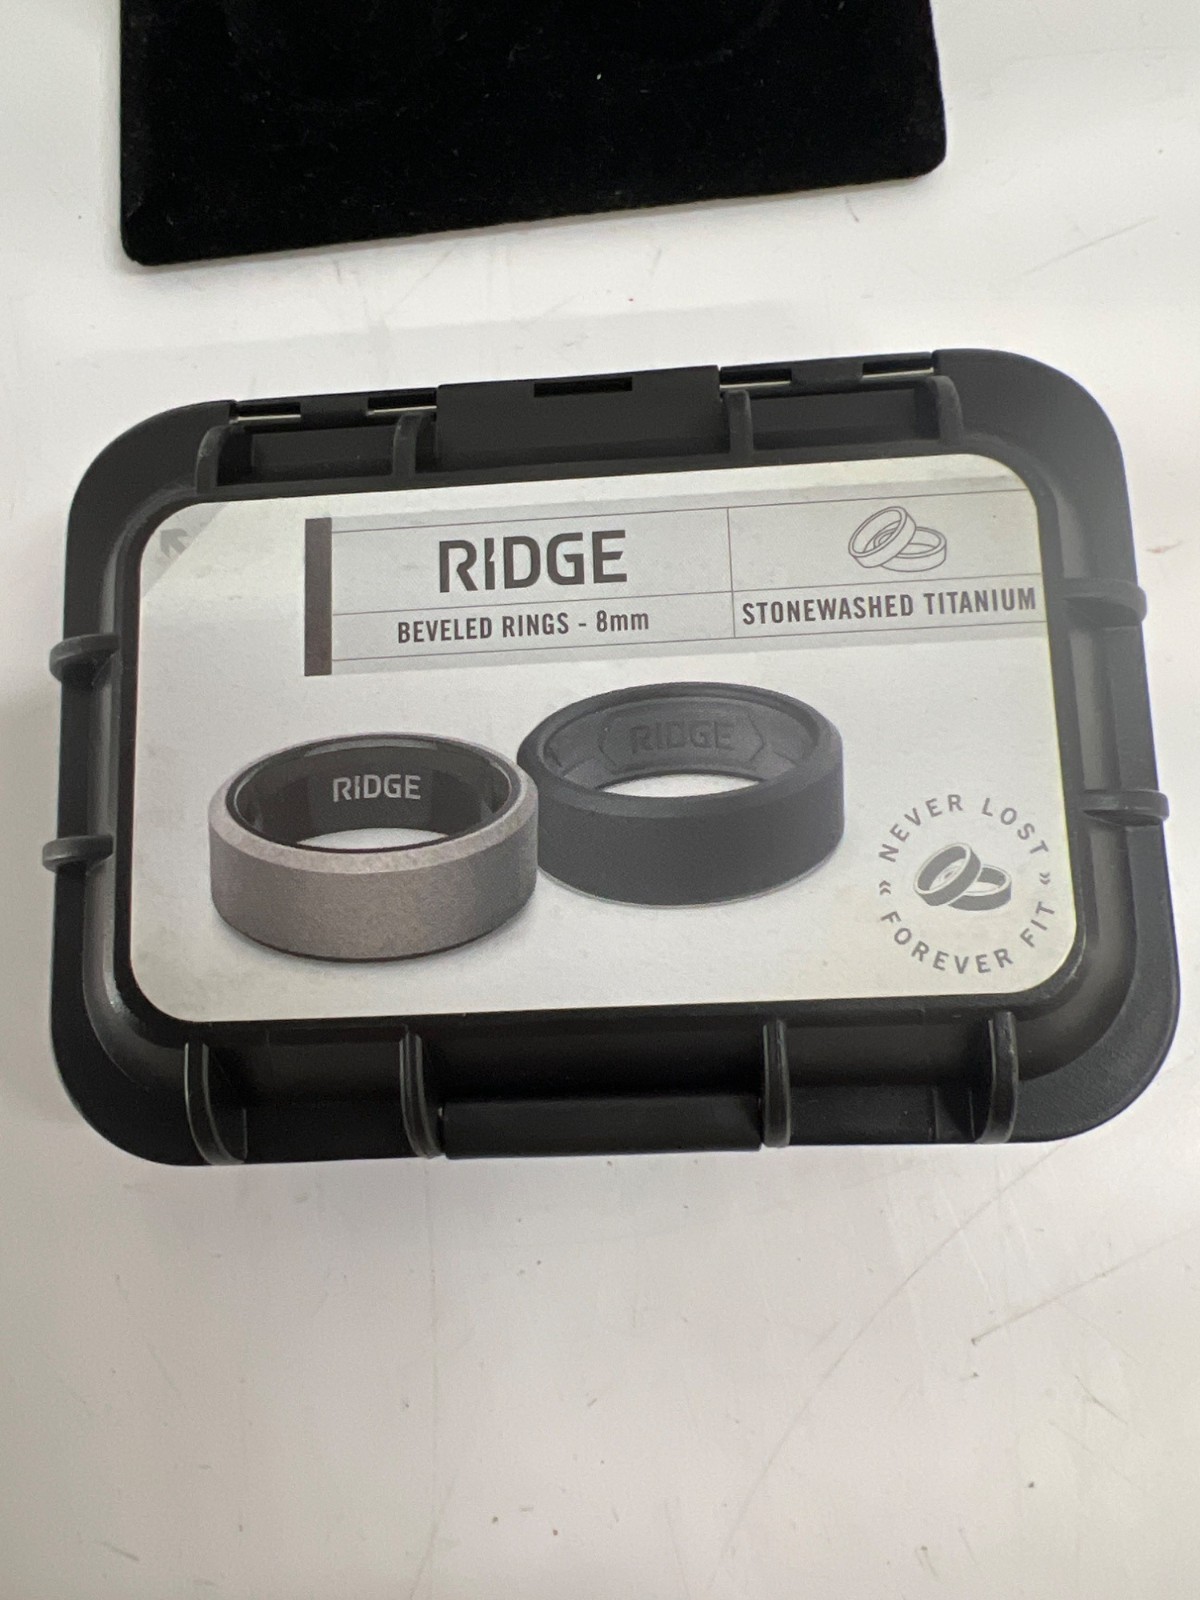 RIDGE
BEVELED RINGS - 8mm
STONEWASHED TITANIUM
RIDGE
RIDGE
» NEVER LOST «
FOREVER FIT